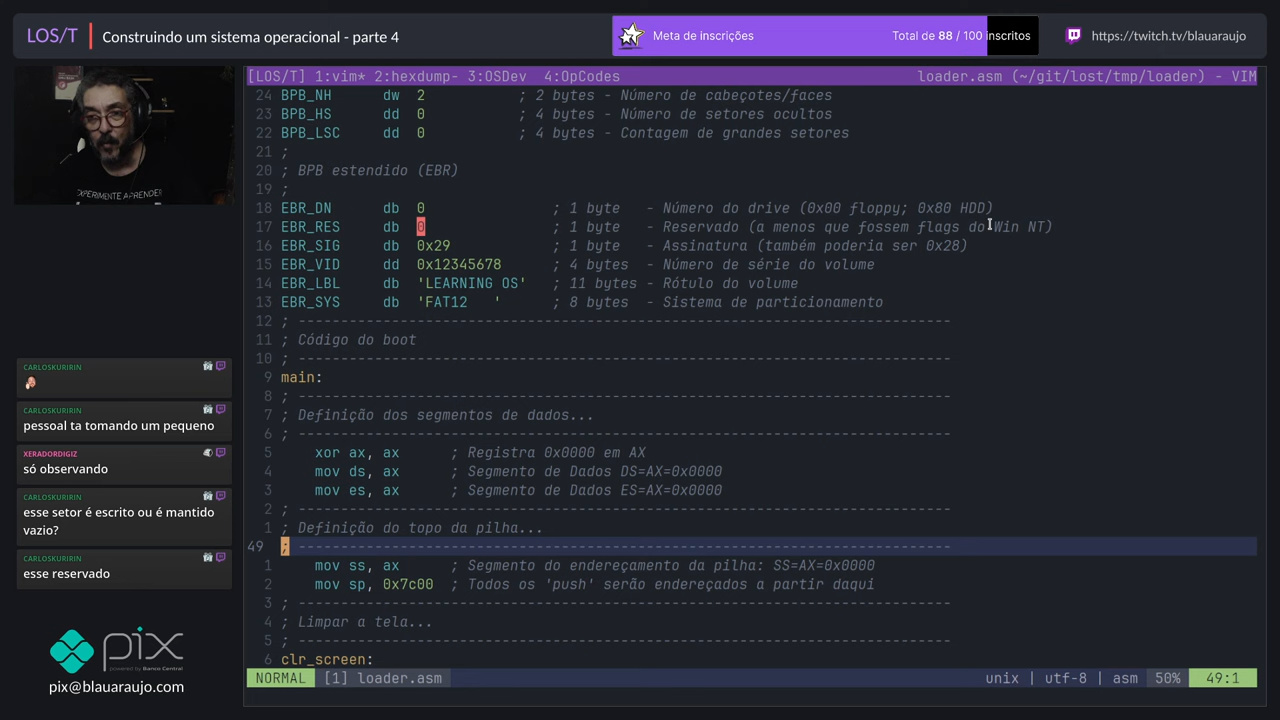 LOS/T | Construindo um sistema operacional - parte 4
Meta de inscrições Total de 88 / 100 inscritos
https://twitch.tv/blauaraujo
[LOS/T] 1:vim* 2:hexdump- 3:OSDev 4:OpCodes loader.asm (~/git/lost/tmp/loader) - VIM
24 BPB_NH dw 2 ; 2 bytes - Número de cabeçotes/faces
23 BPB_HS dd 0 ; 4 bytes - Número de setores ocultos
22 BPB_LSC dd 0 ; 4 bytes - Contagem de grandes setores
21 ;
20 ; BPB estendido (EBR)
19 ;
18 EBR_DN db 0 ; 1 byte - Número do drive (0x00 floppy; 0x80 HDD)
17 EBR_RES db 0 ; 1 byte - Reservado (a menos que fossem flags do Win NT)
16 EBR_SIG db 0x29 ; 1 byte - Assinatura (também poderia ser 0x28)
15 EBR_VID dd 0x12345678 ; 4 bytes - Número de série do volume
14 EBR_LBL db 'LEARNING OS' ; 11 bytes - Rótulo do volume
13 EBR_SYS db 'FAT12   ' ; 8 bytes - Sistema de particionamento
12 ; -----------------------------------------------------------------------------
11 ; Código do boot
10 ; -----------------------------------------------------------------------------
9 main:
8 ; -----------------------------------------------------------------------------
7 ; Definição dos segmentos de dados...
6 ; -----------------------------------------------------------------------------
5 xor ax, ax ; Registra 0x0000 em AX
4 mov ds, ax ; Segmento de Dados DS=AX=0x0000
3 mov es, ax ; Segmento de Dados ES=AX=0x0000
2 ; -----------------------------------------------------------------------------
1 ; Definição do topo da pilha...
49 ; -----------------------------------------------------------------------------
1 mov ss, ax ; Segmento do endereçamento da pilha: SS=AX=0x0000
2 mov sp, 0x7c00 ; Todos os 'push' serão endereçados a partir daqui
3 ; -----------------------------------------------------------------------------
4 ; Limpar a tela...
5 ; -----------------------------------------------------------------------------
6 clr_screen:
NORMAL [1] loader.asm unix | utf-8 | asm 50% 49:1
EXPERIMENTE APRENDER
CARLOSKURIRIN
CARLOSKURIRIN
pessoal ta tomando um pequeno
XERADORDIGIZ
só observando
CARLOSKURIRIN
esse setor é escrito ou é mantido
vazio?
CARLOSKURIRIN
esse reservado
pix
powered by Banco Central
pix@blauaraujo.com